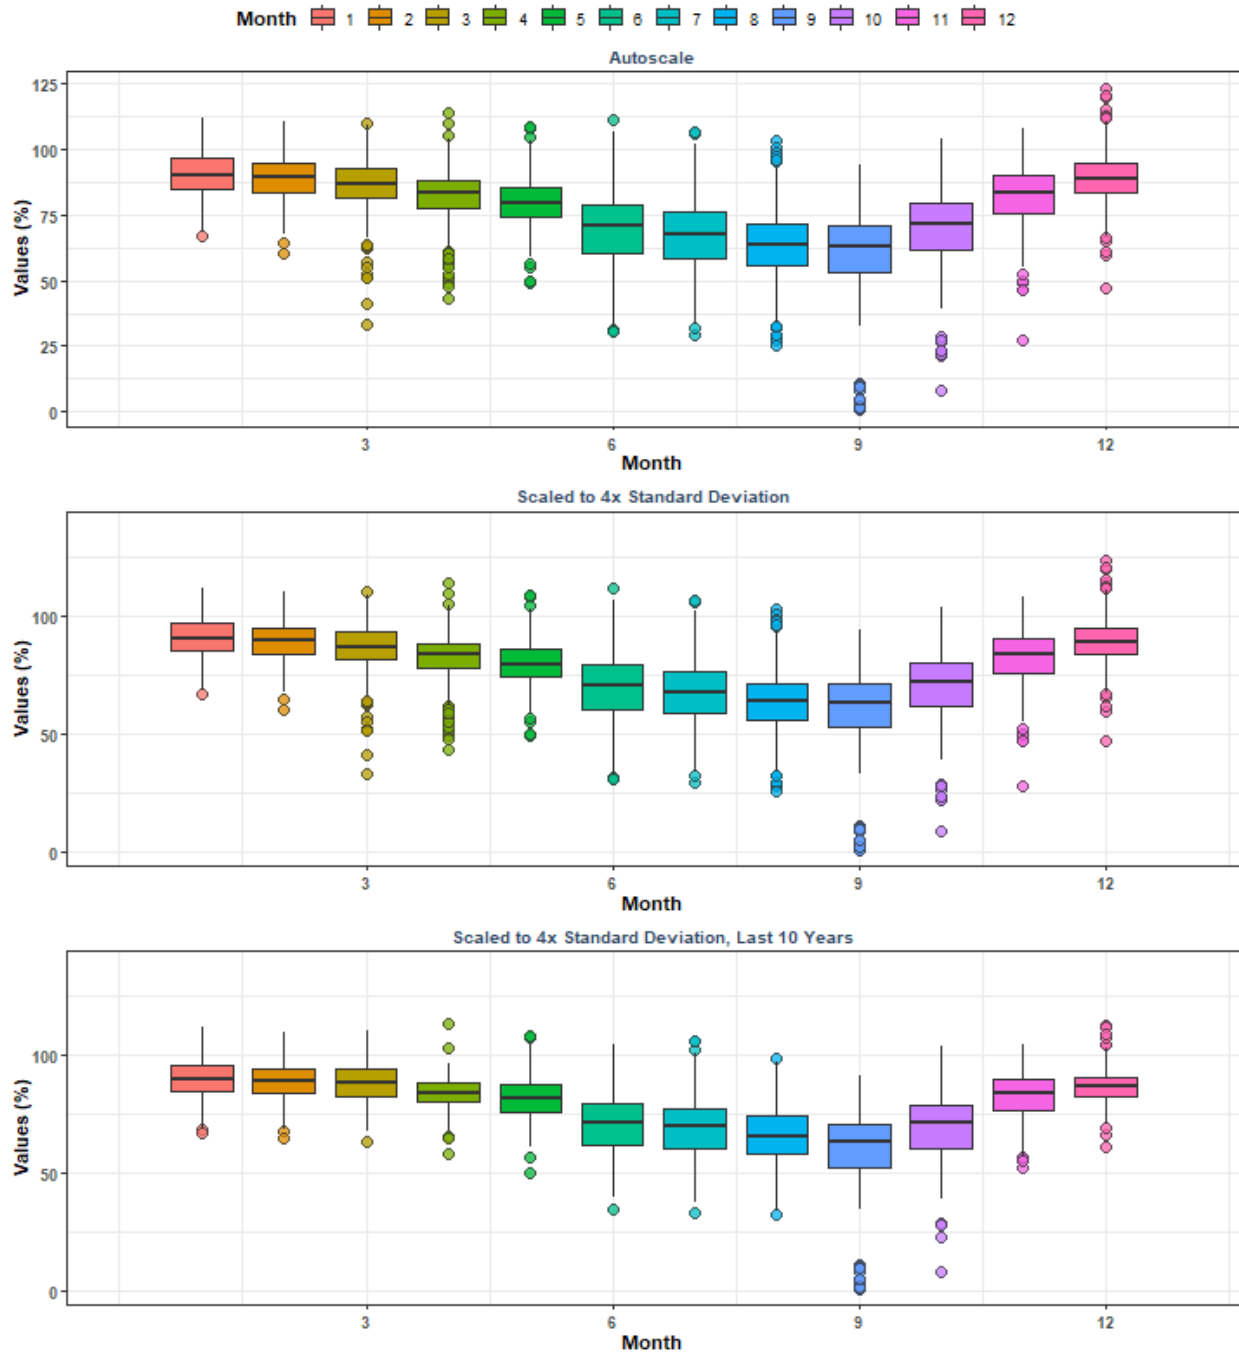 Month 1 2 3 4 5 6 7 8 9 10 11 12
Autoscale
Values (%)
125
100
75
50
25
0
3 6 9 12
Month
Scaled to 4x Standard Deviation
Values (%)
100
50
0
3 6 9 12
Month
Scaled to 4x Standard Deviation, Last 10 Years
Values (%)
100
50
0
3 6 9 12
Month